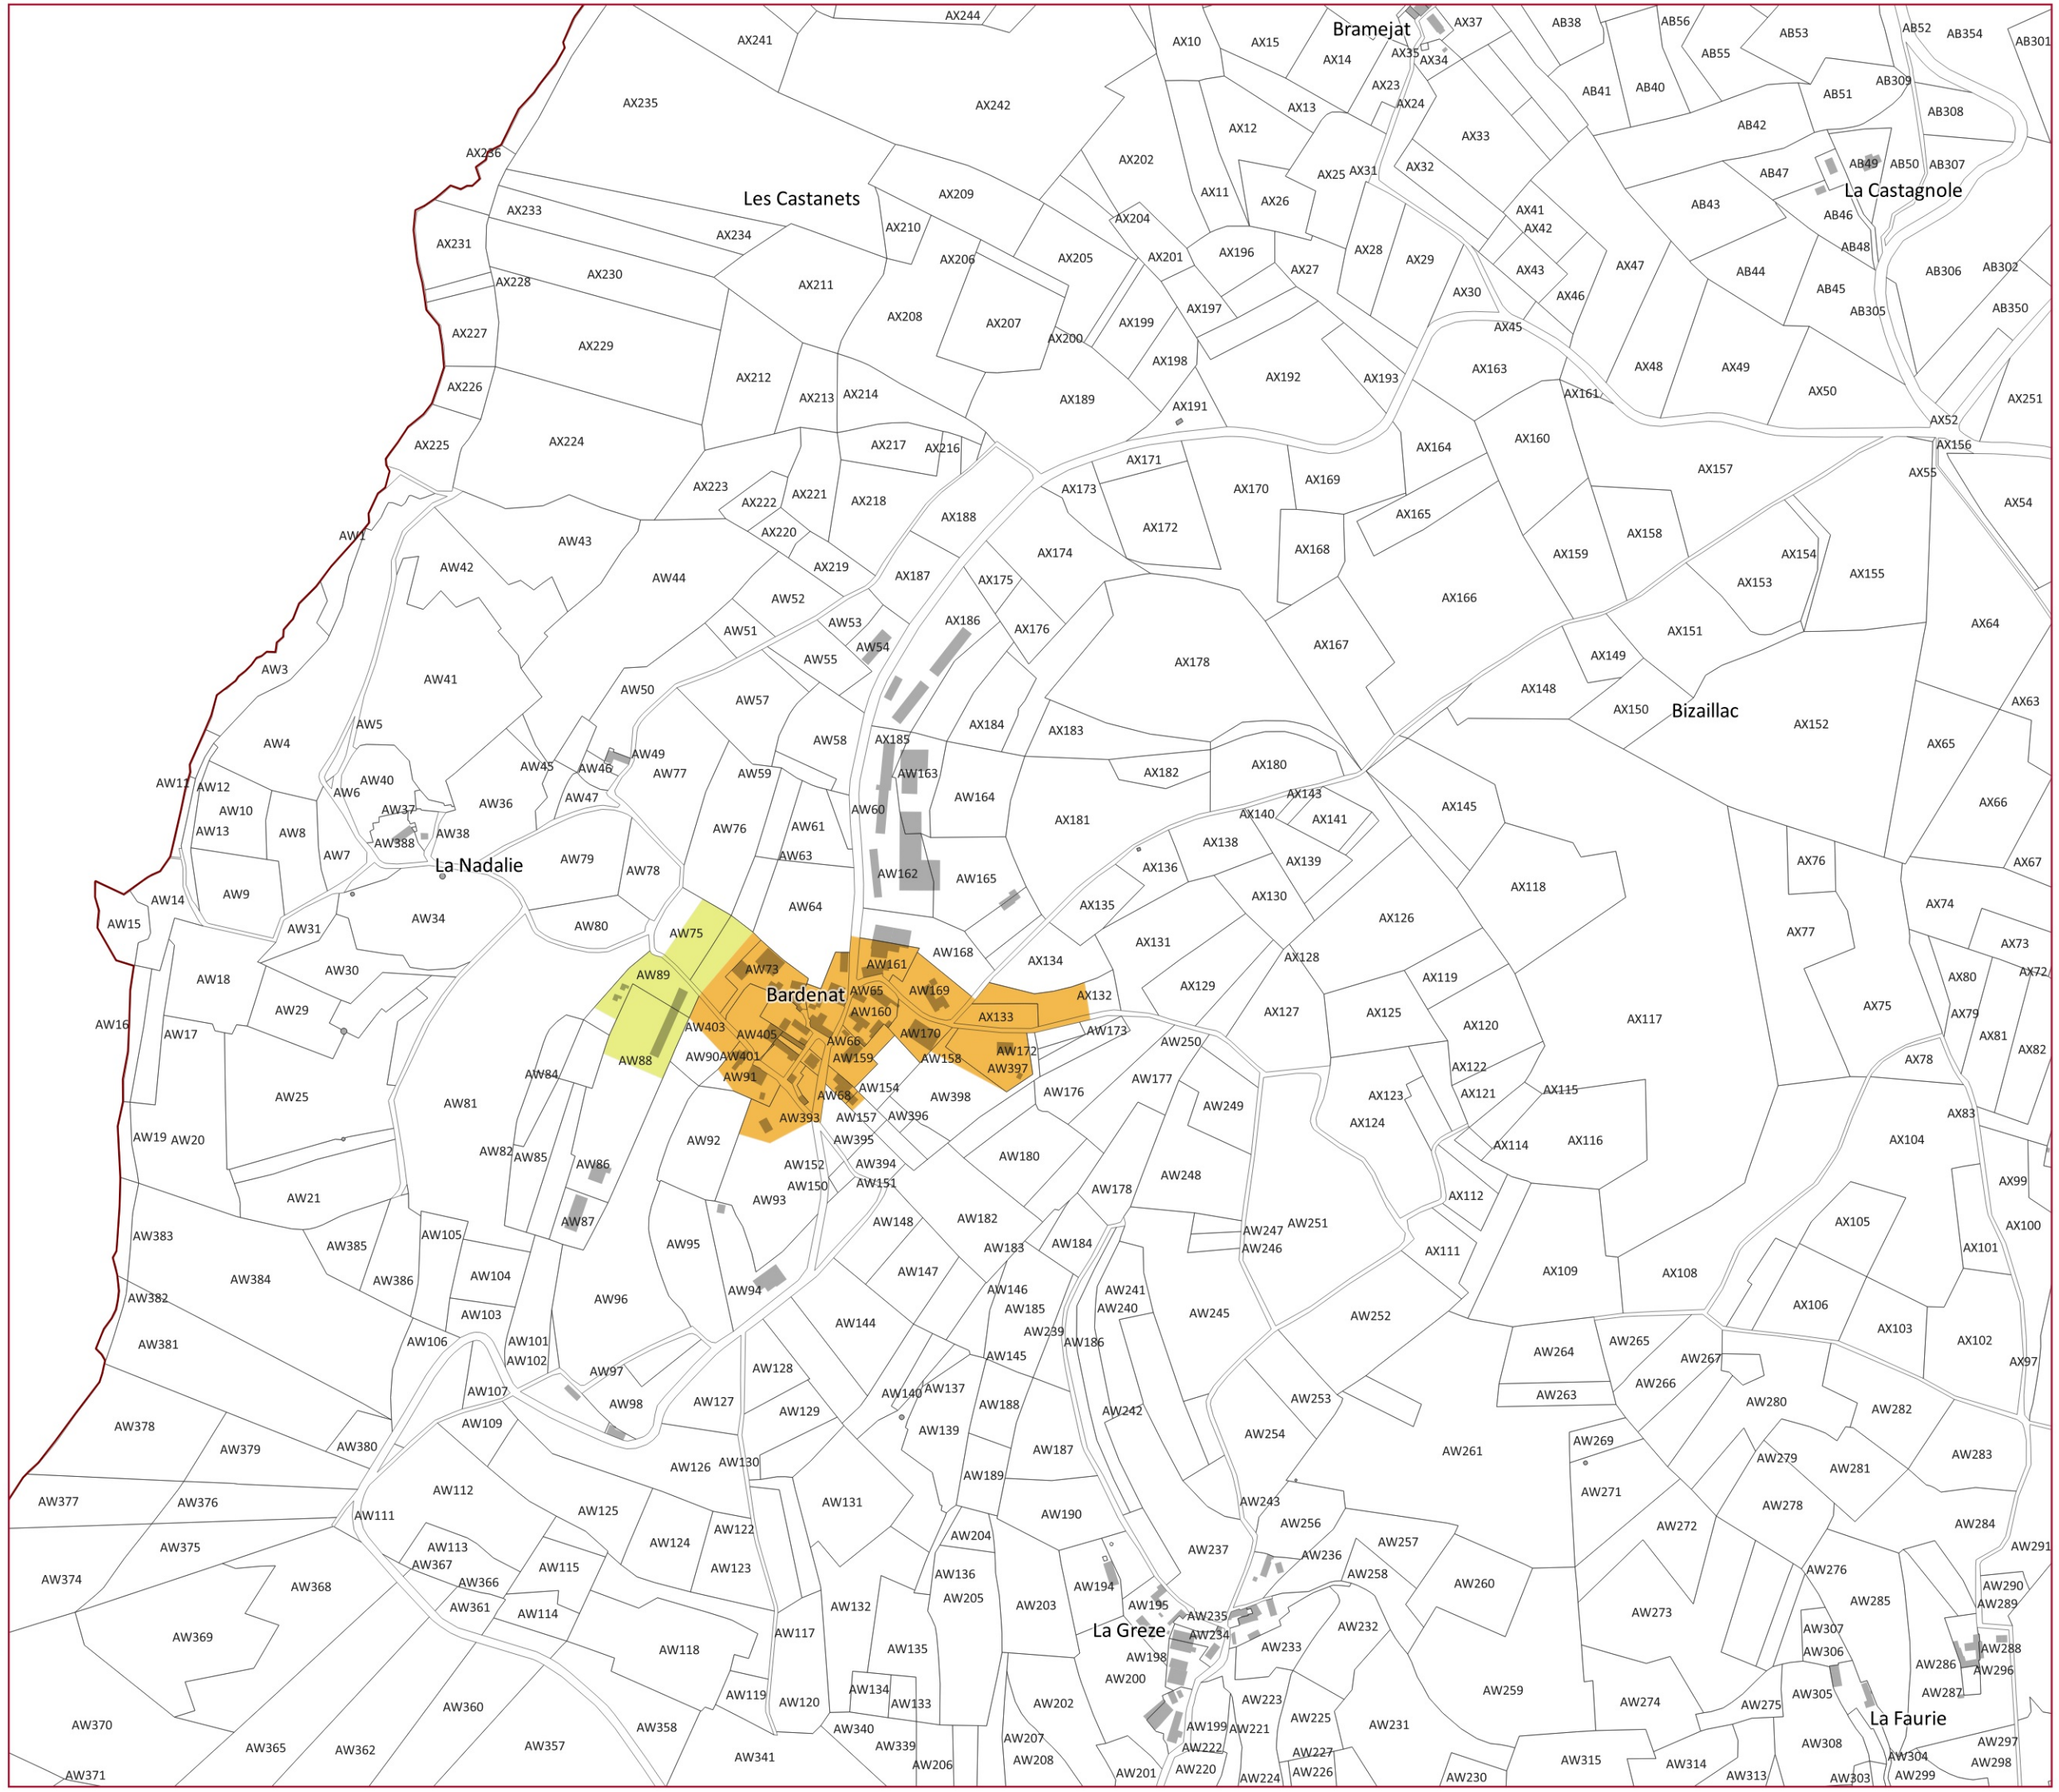 AX244
Bramejat
AX37
AB38
AB56
AB53
AB52
AB354
AB301
AX241
AX10
AX15
AX14
AX35
AX34
AB55
AX235
AX242
AX13
AX23
AX24
AB41
AB40
AB51
AB309
AB308
AX12
AX33
AB42
AX236
AX202
AX25
AX31
AX32
AB47
AB49
AB50
AB307
Les Castanets
AX209
AX11
AX26
La Castagnole
AX233
AX234
AX210
AX204
AX41
AX42
AB43
AB46
AX231
AX206
AX205
AX201
AX196
AX27
AX28
AX29
AX43
AX47
AB44
AB48
AB306
AB302
AX228
AX230
AX211
AX30
AX46
AB45
AB305
AB350
AX227
AX229
AX208
AX207
AX200
AX199
AX197
AX45
AX226
AX212
AX213
AX214
AX198
AX192
AX193
AX163
AX161
AX48
AX49
AX50
AX251
AX189
AX191
AX52
AX225
AX224
AX217
AX216
AX171
AX164
AX160
AX157
AX156
AX55
AX223
AX222
AX221
AX218
AX173
AX170
AX169
AX54
AW1
AX220
AX188
AX172
AX165
AW43
AX174
AX168
AX159
AX158
AX154
AW42
AW44
AX219
AX187
AX175
AX153
AX155
AW52
AW53
AX186
AX176
AX166
AW51
AW54
AX167
AX151
AX64
AW3
AW41
AW55
AX178
AX149
AW50
AW57
AX148
AX150
Bizaillac
AX152
AX63
AW5
AW4
AW58
AX185
AX184
AX183
AX65
AW49
AW45
AW46
AW77
AW59
AW163
AX182
AX180
AW11
AW12
AW40
AW6
AW36
AW47
AW60
AW164
AX143
AX140
AX141
AX145
AX66
AW10
AW13
AW8
AW37
AW388
AW38
AW76
AW61
AX181
AW7
La Nadalie
AW79
AW78
AW63
AW162
AW165
AX136
AX138
AX139
AX76
AX67
AW9
AX118
AW14
AW15
AW34
AW64
AX135
AX130
AX126
AX74
AW31
AW80
AW75
AX131
AX77
AX73
AW18
AW30
AW89
AW73
AW161
AW168
AX134
AX128
AX119
AX80
AX72
Bardenat
AW65
AW169
AX132
AX129
AW29
AW160
AX133
AX127
AX125
AX120
AX117
AX75
AX79
AW16
AW17
AW403
AW405
AW66
AW170
AW173
AW250
AX81
AX82
AW88
AW90
AW401
AW159
AW158
AW172
AW397
AX122
AX78
AW84
AW91
AW177
AX121
AX115
AW25
AW81
AW68
AW154
AW398
AW176
AW249
AX123
AX124
AX83
AW19
AW20
AW393
AW157
AW396
AX114
AX116
AX104
AW82
AW85
AW86
AW92
AW395
AW180
AW152
AW394
AW150
AW151
AW248
AW178
AX112
AX99
AW21
AW93
AW87
AW148
AW182
AW247
AW251
AX105
AX100
AW383
AW385
AW105
AW95
AW183
AW184
AW246
AX111
AX101
AW384
AW386
AW104
AW147
AX109
AX108
AW382
AW94
AW146
AW241
AW96
AW103
AW185
AW240
AW245
AW252
AX106
AW381
AW106
AW101
AW144
AW239
AW186
AW265
AX103
AX102
AW102
AW97
AW128
AW145
AW264
AW267
AX97
AW107
AW98
AW127
AW129
AW140
AW137
AW188
AW242
AW253
AW263
AW266
AW280
AW282
AW378
AW379
AW380
AW109
AW139
AW187
AW254
AW261
AW269
AW283
AW126
AW130
AW189
AW279
AW281
AW377
AW376
AW112
AW125
AW131
AW243
AW271
AW278
AW111
AW122
AW190
AW256
AW272
AW284
AW375
AW113
AW367
AW124
AW123
AW204
AW237
AW236
AW257
AW291
AW374
AW368
AW366
AW115
AW136
AW205
AW194
AW258
AW260
AW276
AW290
AW361
AW114
AW132
AW203
AW195
AW235
AW232
AW273
AW285
AW289
AW369
AW117
AW118
AW135
La Greze
AW234
AW233
AW307
AW306
AW288
AW198
AW200
AW286
AW296
AW119
AW120
AW134
AW133
AW202
AW223
AW259
AW274
AW275
AW305
AW287
AW370
AW360
AW358
AW340
AW199
AW221
AW225
AW231
La Faurie
AW365
AW362
AW357
AW341
AW339
AW207
AW208
AW222
AW227
AW315
AW308
AW297
AW371
AW206
AW201
AW220
AW224
AW226
AW230
AW314
AW313
AW303
AW304
AW298
AW299